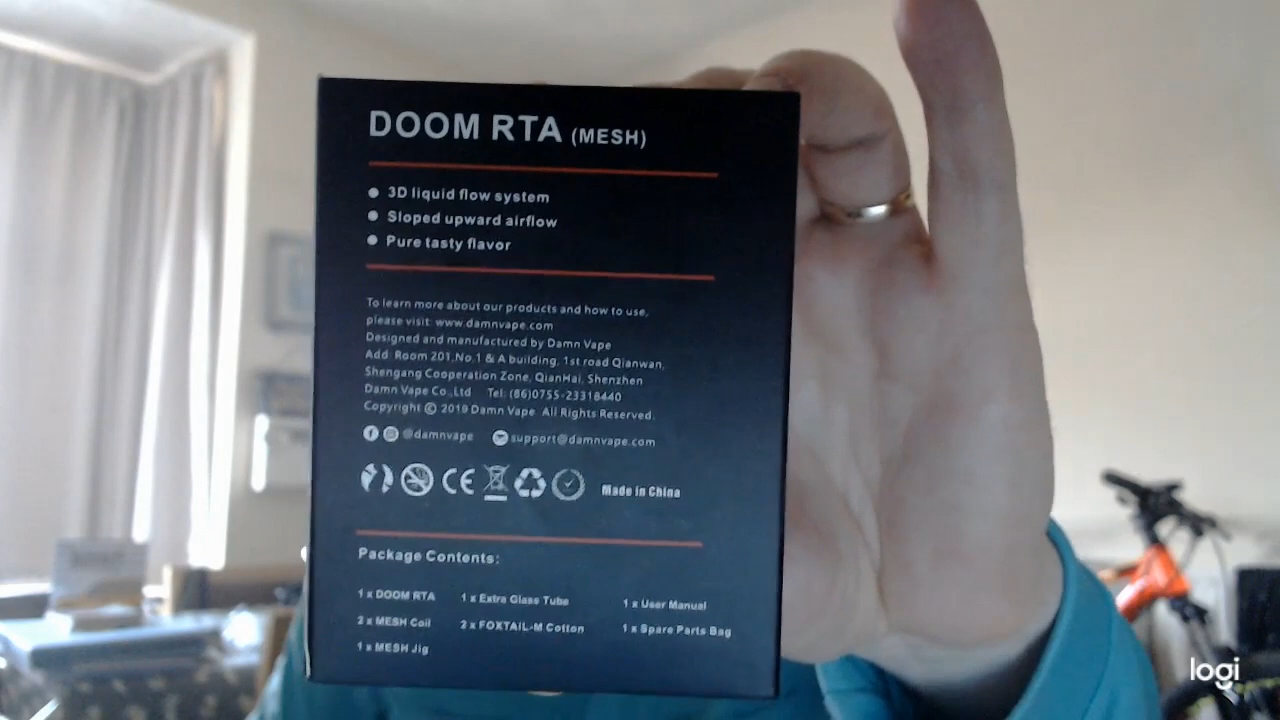 DOOM RTA (MESH)
3D liquid flow system
Sloped upward airflow
Pure tasty flavor
To learn more about our products and how to use,
please visit: www.damnvape.com
Designed and manufactured by Damn Vape
Add: Room 201,No.1 & A building, 1st road Qianwan,
Shengang Cooperation Zone, QianHai, Shenzhen
Damn Vape Co.,Ltd Tel: (86)0755-23318440
Copyright © 2019 Damn Vape All Rights Reserved.
@damnvape support@damnvape.com
CE Made in China
Package Contents:
1 x DOOM RTA 1 x Extra Glass Tube 1 x User Manual
2 x MESH Coil 2 x FOXTAIL-M Cotton 1 x Spare Parts Bag
1 x MESH Jig
logi